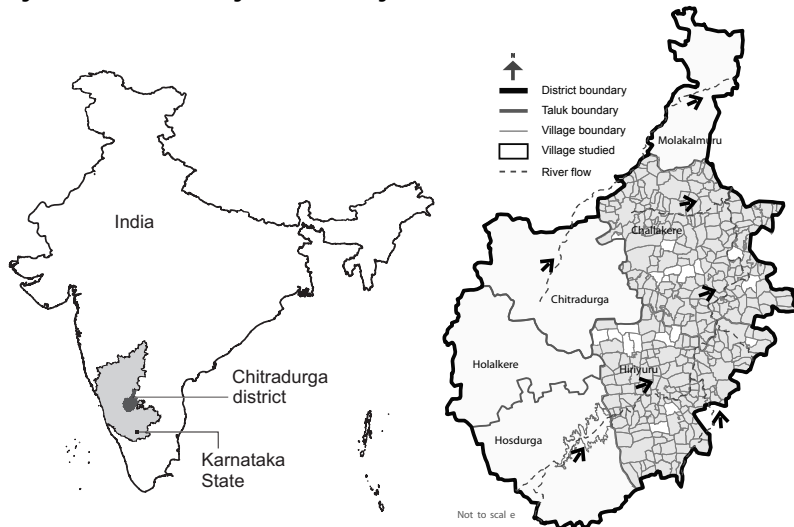 India
Chitradurga
district
Karnataka
State
N
District boundary
Taluk boundary
Village boundary
Village studied
River flow
Molakalmuru
Challakere
Chitradurga
Holalkere
Hiriyuru
Hosdurga
Not to scal e